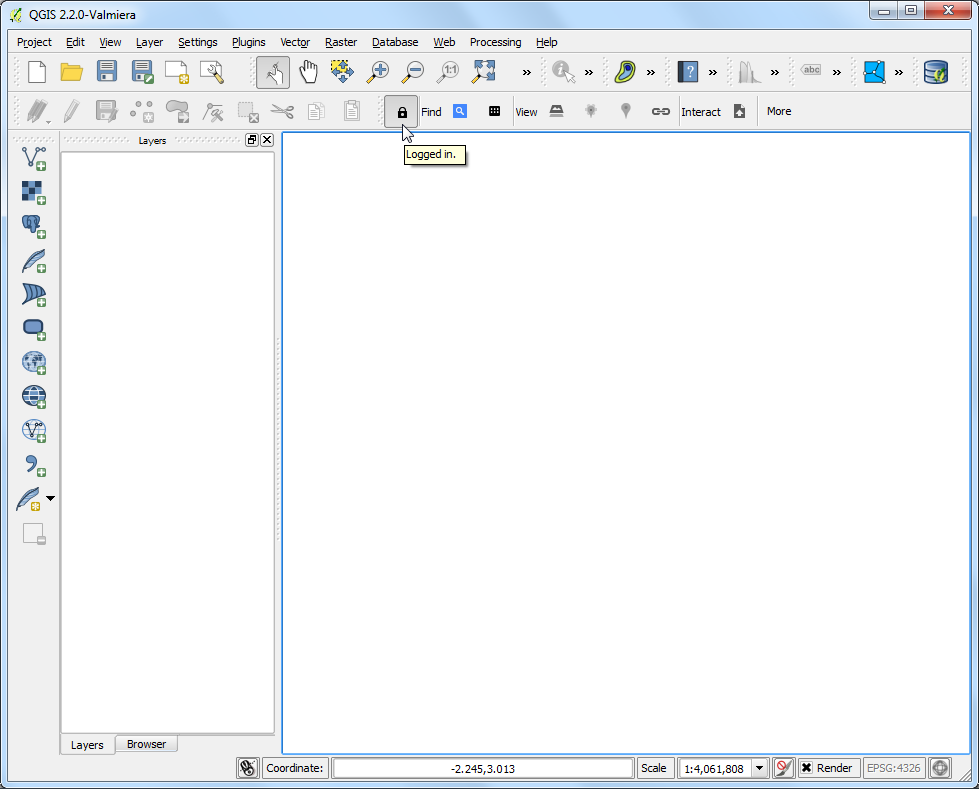 QGIS 2.2.0-Valmiera
Project Edit View Layer Settings Plugins Vector Raster Database Web Processing Help
1:1 » » » ? » » abc » »
Find View Interact More
Layers
Logged in.
Layers Browser
Coordinate: -2.245,3.013 Scale 1:4,061,808 Render EPSG:4326